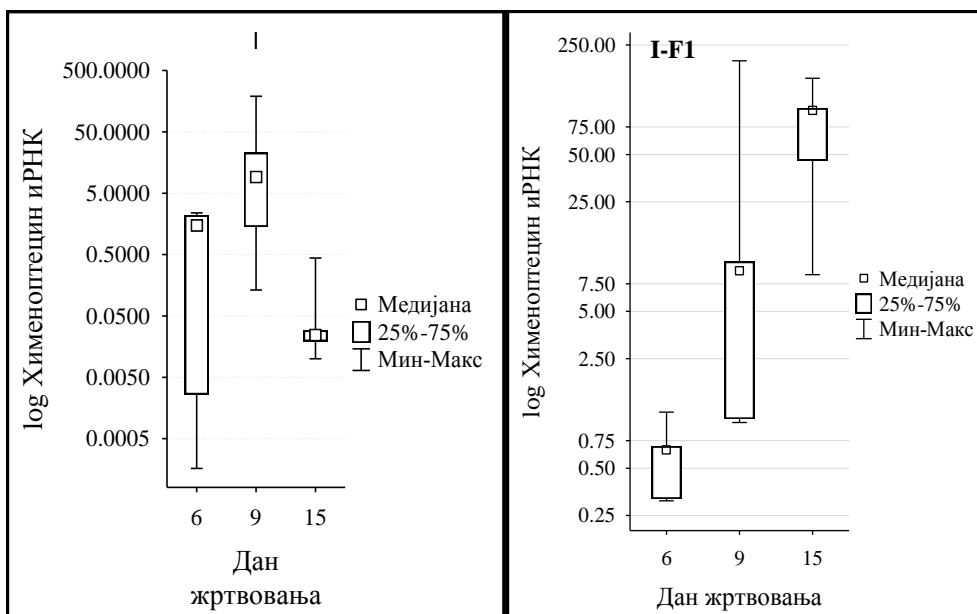 I
log Хименоптецин иРНК
500.0000
50.0000
5.0000
0.5000
0.0500
0.0050
0.0005
6 9 15
Дан
жртвовања
Медијана
25%-75%
Мин-Макс
I-F1
log Хименоптецин иРНК
250.00
75.00
50.00
25.00
7.50
5.00
2.50
0.75
0.50
0.25
6 9 15
Дан жртвовања
Медијана
25%-75%
Мин-Макс